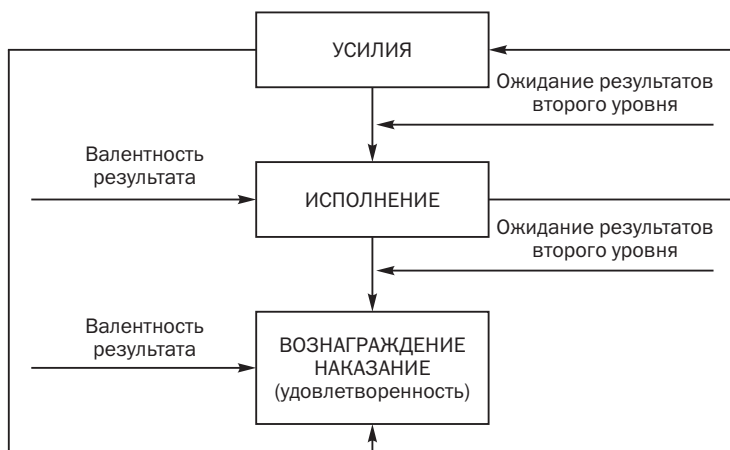 УСИЛИЯ
Ожидание результатов
второго уровня
Валентность
результата
ИСПОЛНЕНИЕ
Ожидание результатов
второго уровня
Валентность
результата
ВОЗНАГРАЖДЕНИЕ
НАКАЗАНИЕ
(удовлетворенность)